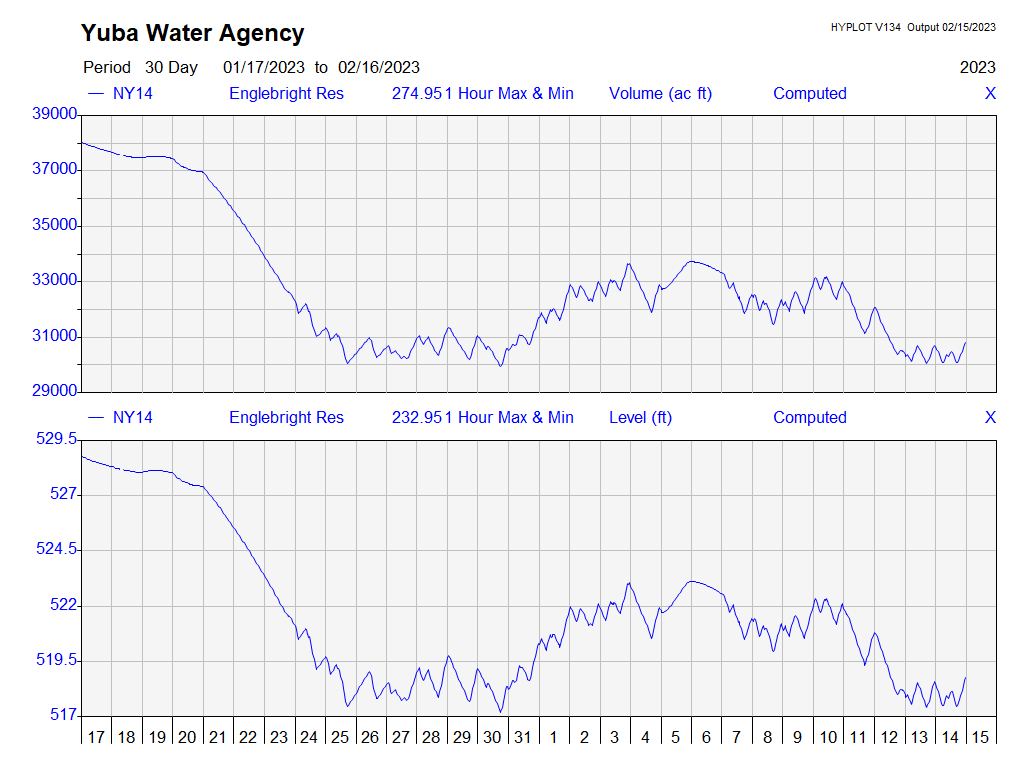 Yuba Water Agency
HYPLOT V134 Output 02/15/2023
Period 30 Day 01/17/2023 to 02/16/2023 2023
— NY14 Englebright Res 274.951 Hour Max & Min Volume (ac ft) Computed X
39000
37000
35000
33000
31000
29000
— NY14 Englebright Res 232.951 Hour Max & Min Level (ft) Computed X
529.5
527
524.5
522
519.5
517
17 18 19 20 21 22 23 24 25 26 27 28 29 30 31 1 2 3 4 5 6 7 8 9 10 11 12 13 14 15